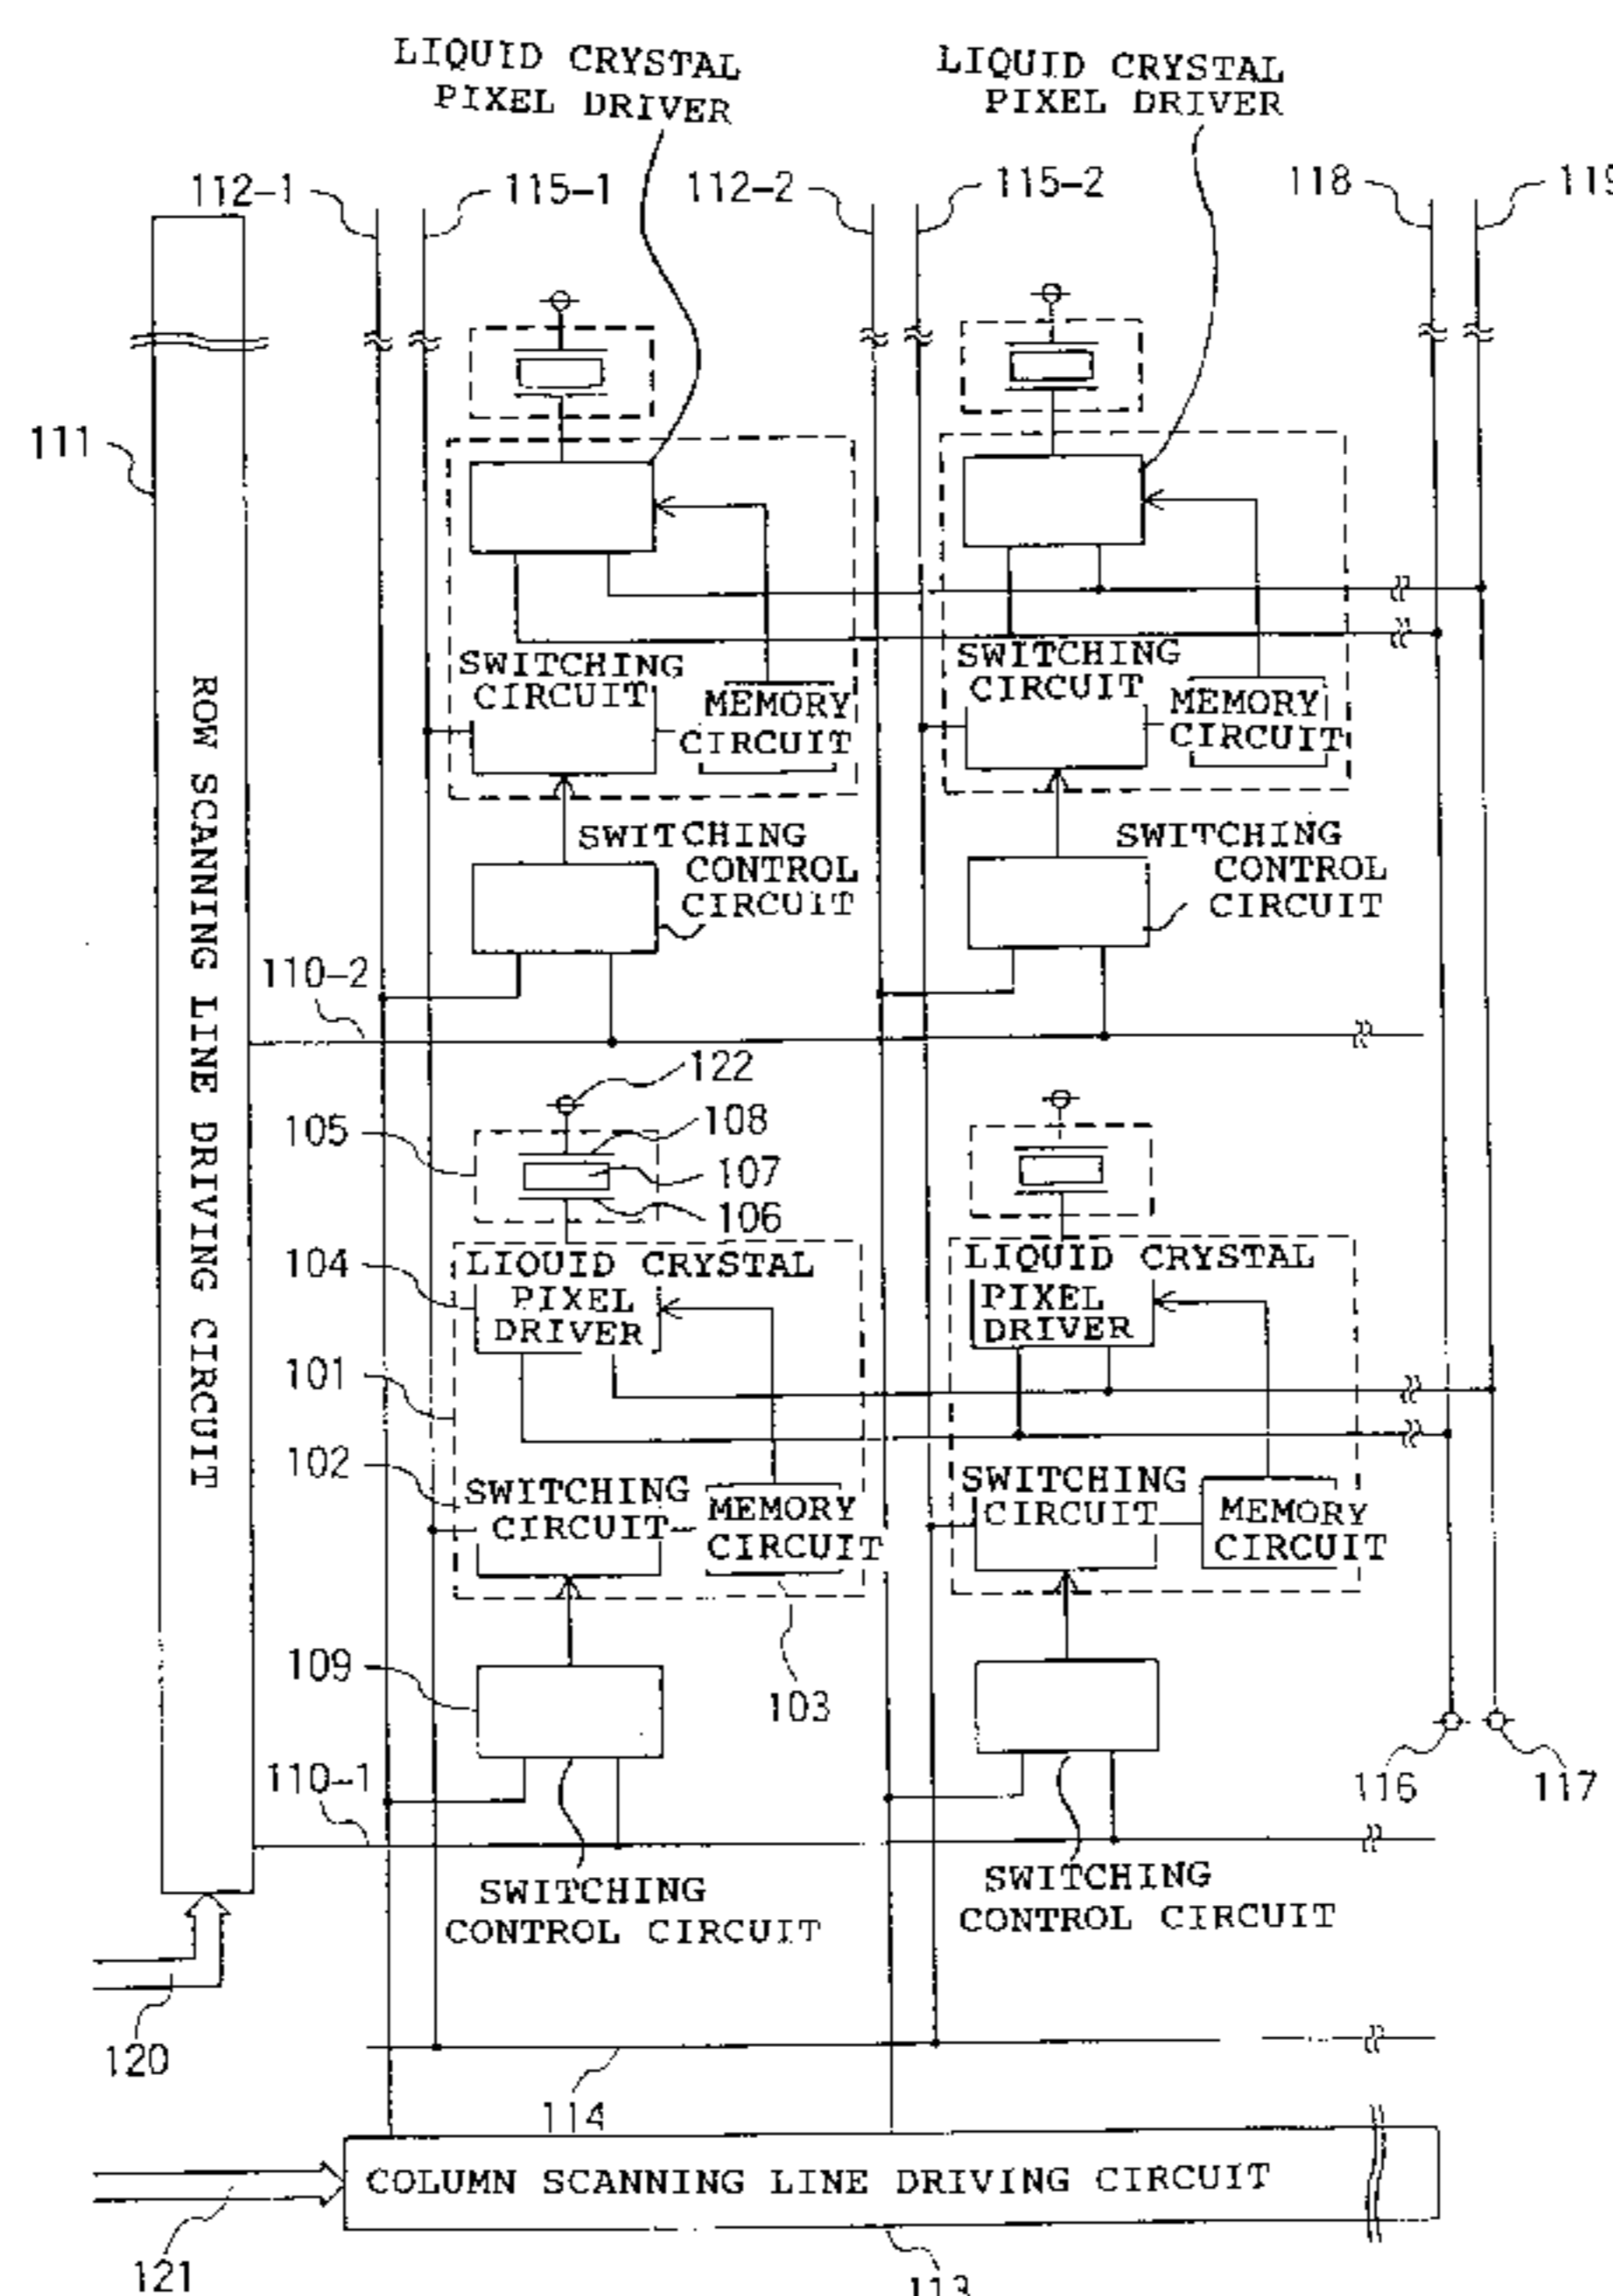 LIQUID CRYSTAL
PIXEL DRIVER
LIQUID CRYSTAL
PIXEL DRIVER
112-1
115-1
112-2
115-2
118
119
111
ROW SCANNING LINE DRIVING CIRCUIT
SWITCHING
CIRCUIT
MEMORY
CIRCUIT
SWITCHING
CIRCUIT
MEMORY
CIRCUIT
SWITCHING
CONTROL
CIRCUIT
SWITCHING
CONTROL
CIRCUIT
110-2
122
105
108
107
106
104
LIQUID CRYSTAL
PIXEL
DRIVER
LIQUID CRYSTAL
PIXEL
DRIVER
101
102
SWITCHING
CIRCUIT
MEMORY
CIRCUIT
SWITCHING
CIRCUIT
MEMORY
CIRCUIT
109
103
110-1
116
117
SWITCHING
CONTROL CIRCUIT
SWITCHING
CONTROL CIRCUIT
120
114
COLUMN SCANNING LINE DRIVING CIRCUIT
121
113